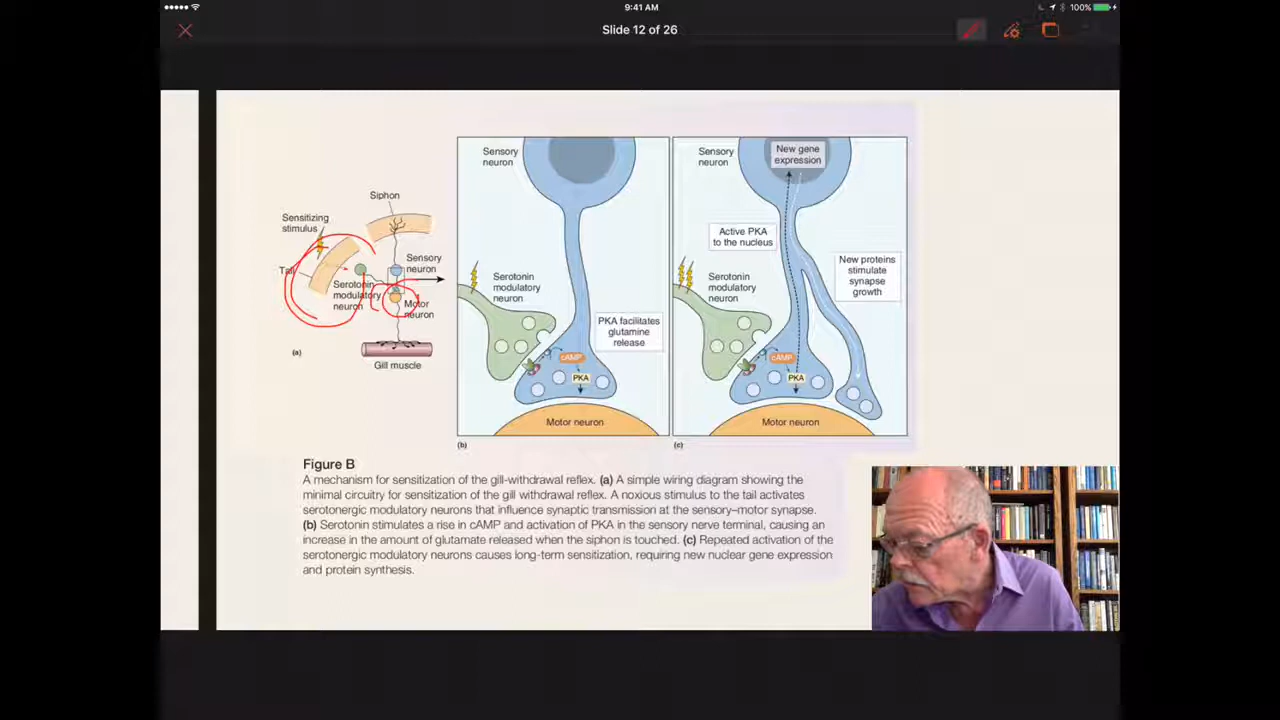 9:41 AM
100%
Slide 12 of 26
Sensory
neuron
Sensory
neuron
New gene
expression
Siphon
Sensitizing
stimulus
Active PKA
to the nucleus
Tail
Sensory
neuron
New proteins
stimulate
synapse
growth
Serotonin
modulatory
neuron
Motor
neuron
Serotonin
modulatory
neuron
Serotonin
modulatory
neuron
PKA facilitates
glutamine
release
(a)
Gill muscle
cAMP
cAMP
PKA
PKA
Motor neuron
Motor neuron
(b)
(c)
Figure B
A mechanism for sensitization of the gill-withdrawal reflex. (a) A simple wiring diagram showing the
minimal circuitry for sensitization of the gill withdrawal reflex. A noxious stimulus to the tail activates
serotonergic modulatory neurons that influence synaptic transmission at the sensory–motor synapse.
(b) Serotonin stimulates a rise in cAMP and activation of PKA in the sensory nerve terminal, causing an
increase in the amount of glutamate released when the siphon is touched. (c) Repeated activation of the
serotonergic modulatory neurons causes long-term sensitization, requiring new nuclear gene expression
and protein synthesis.